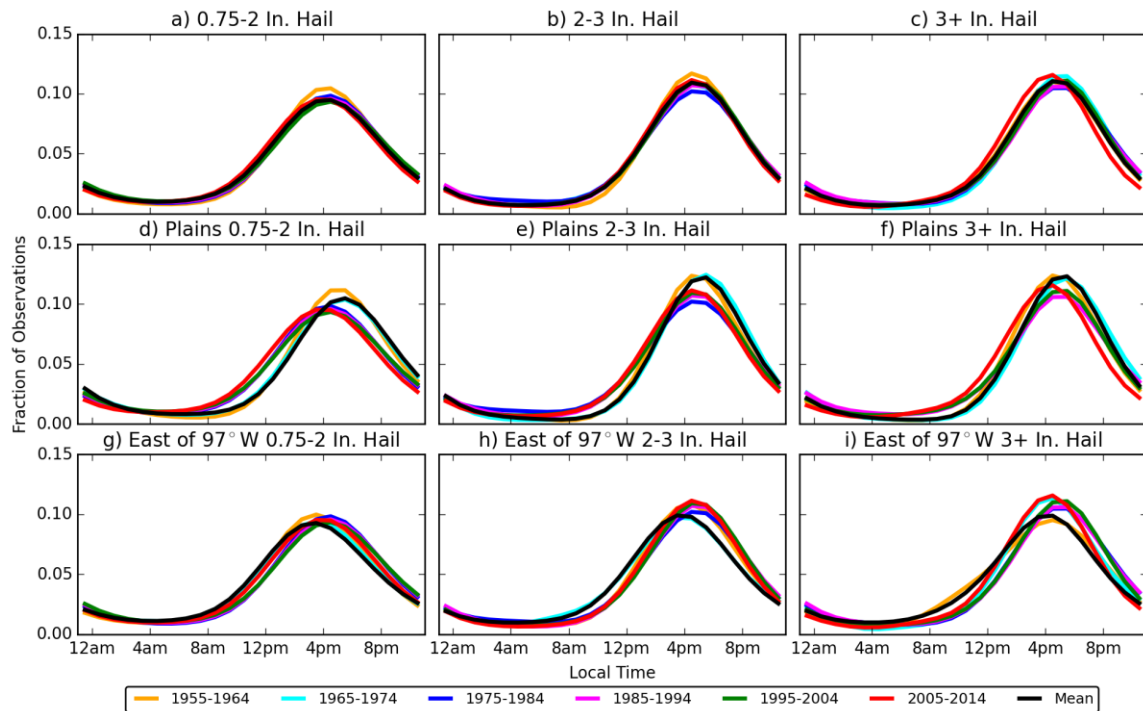 a) 0.75-2 In. Hail
b) 2-3 In. Hail
c) 3+ In. Hail
0.15
0.10
0.05
0.00
d) Plains 0.75-2 In. Hail
e) Plains 2-3 In. Hail
f) Plains 3+ In. Hail
Fraction of Observations
0.15
0.10
0.05
0.00
g) East of 97°W 0.75-2 In. Hail
h) East of 97°W 2-3 In. Hail
i) East of 97°W 3+ In. Hail
0.15
0.10
0.05
0.00
12am 4am 8am 12pm 4pm 8pm
12am 4am 8am 12pm 4pm 8pm
12am 4am 8am 12pm 4pm 8pm
Local Time
1955-1964 1965-1974 1975-1984 1985-1994 1995-2004 2005-2014 Mean